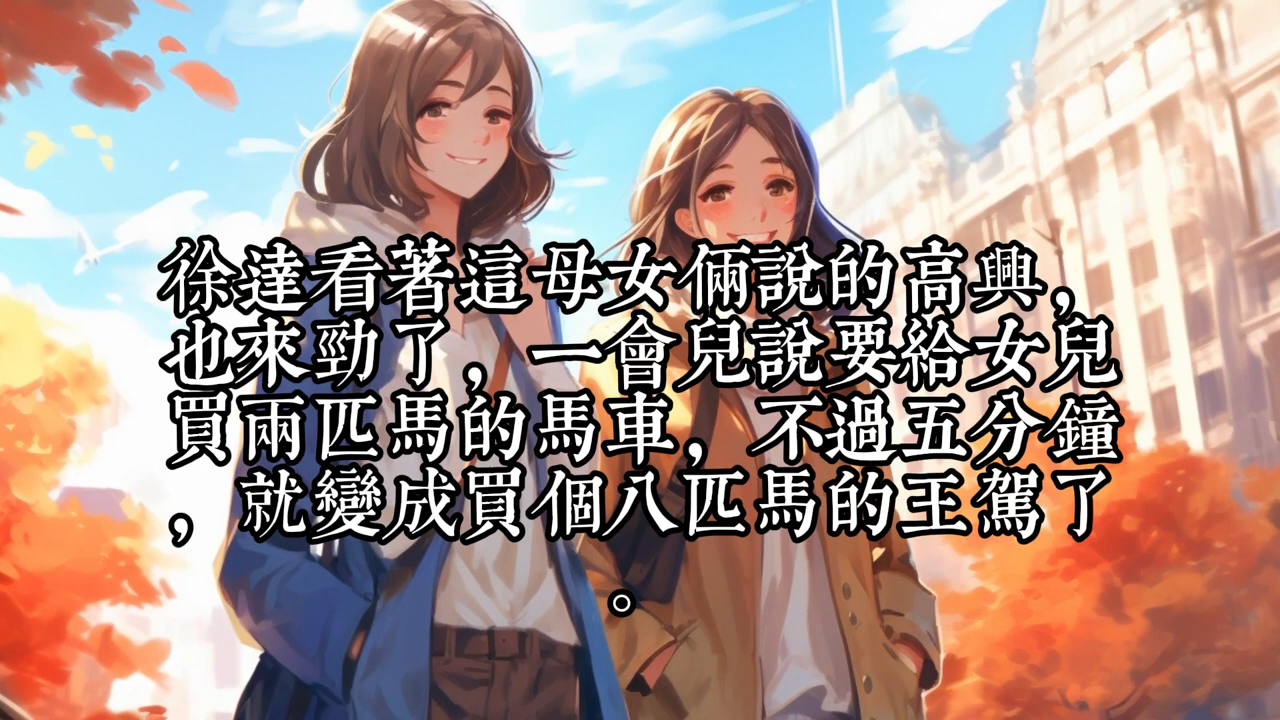 徐達看著這母女倆說的高興，
也來勁了，一會兒說要給女兒
買兩匹馬的馬車，不過五分鐘
，就變成買個八匹馬的王駕了
。